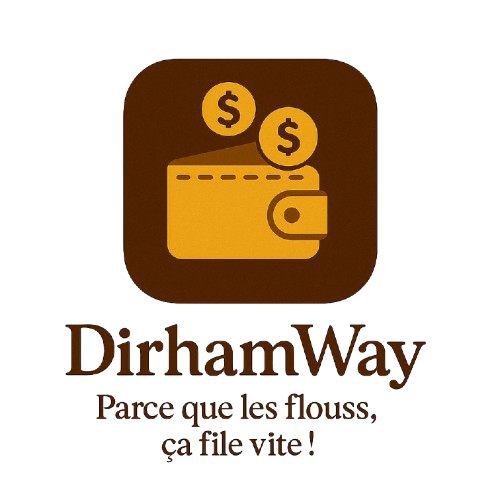 $
$
DirhamWay
Parce que les flouss,
ça file vite !